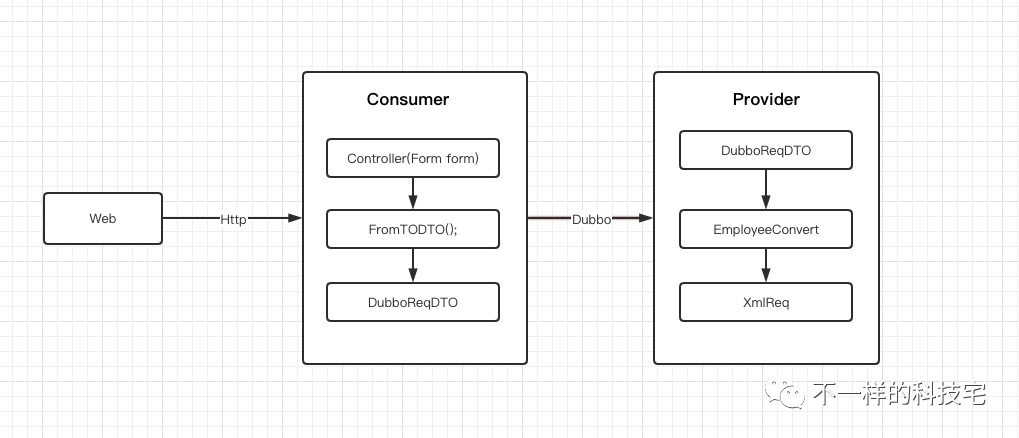 Consumer
Provider
Controller(Form form)
DubboReqDTO
Web
Http
FromTODTO();
Dubbo
EmployeeConvert
DubboReqDTO
XmlReq
不一样的科技宅